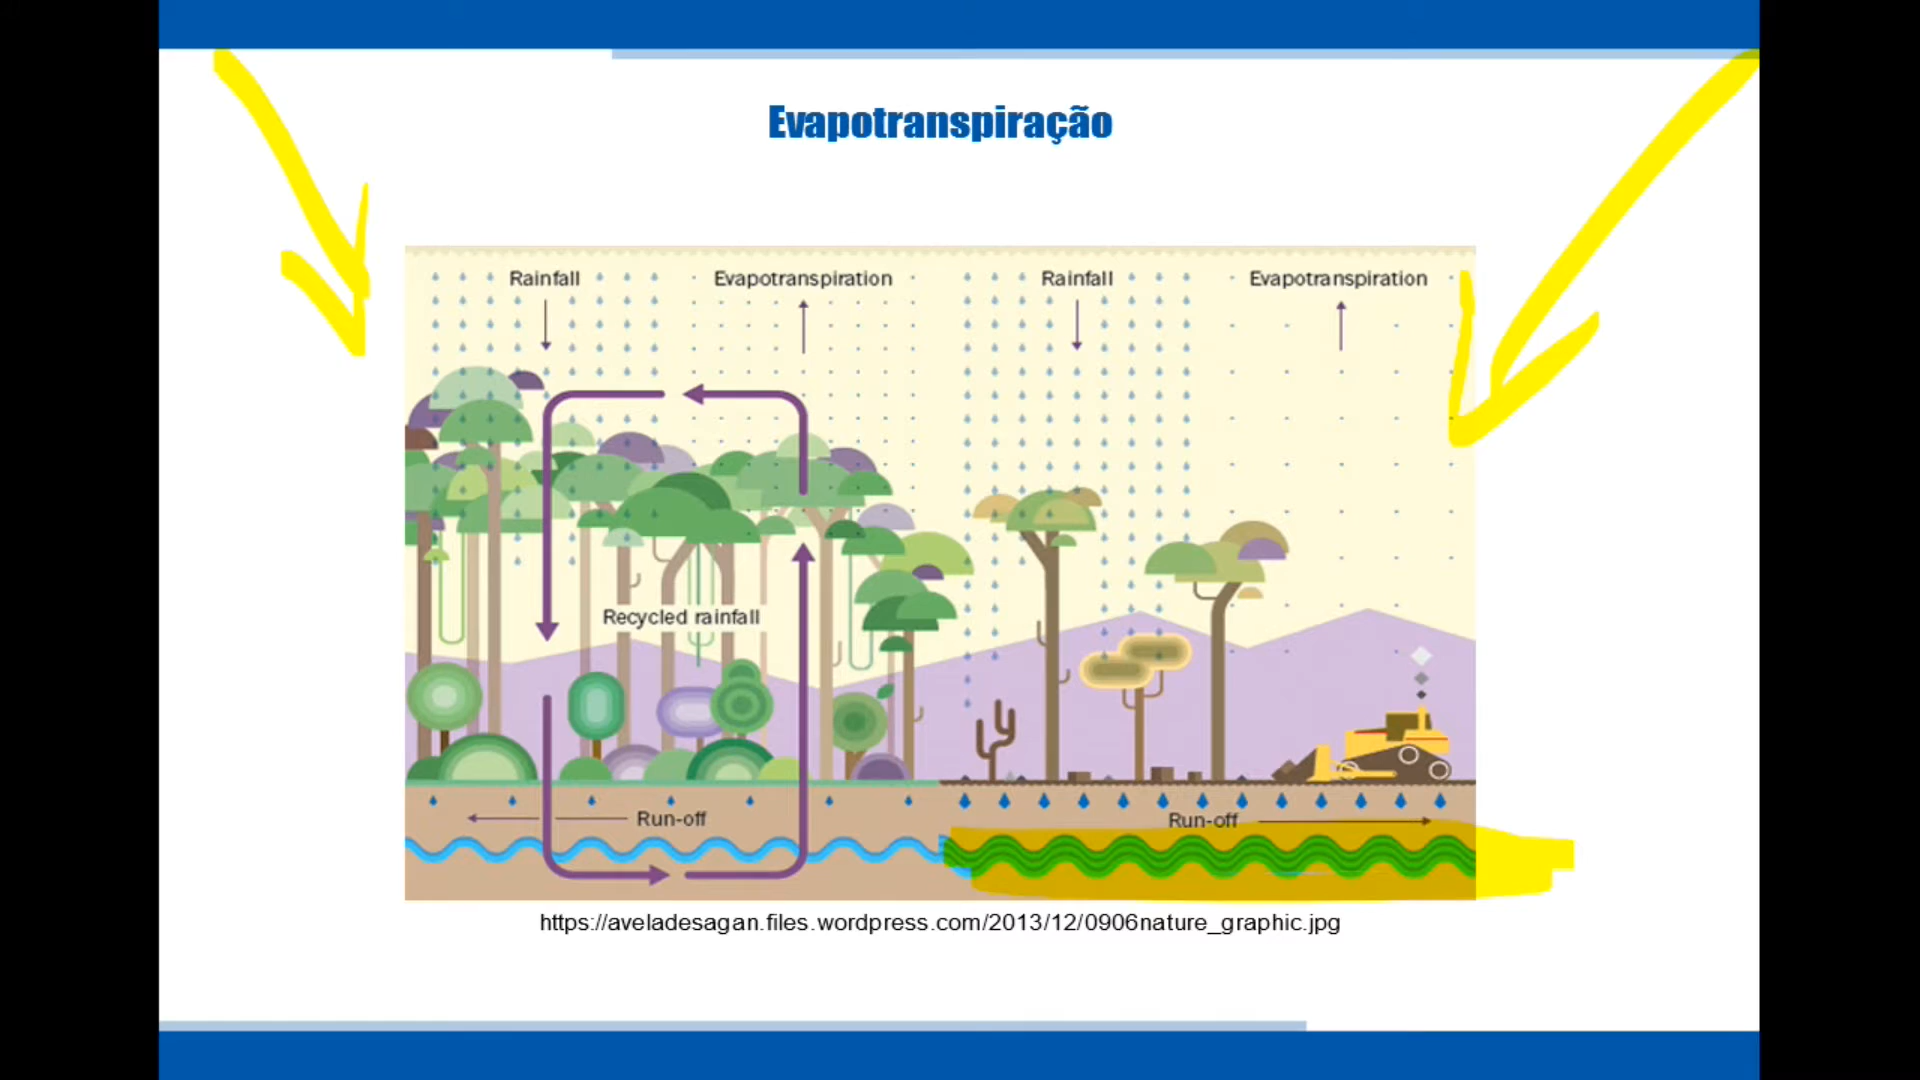 Evapotranspiração
Rainfall
Evapotranspiration
Rainfall
Evapotranspiration
Recycled rainfall
Run-off
Run-off
https://aveladesagan.files.wordpress.com/2013/12/0906nature_graphic.jpg